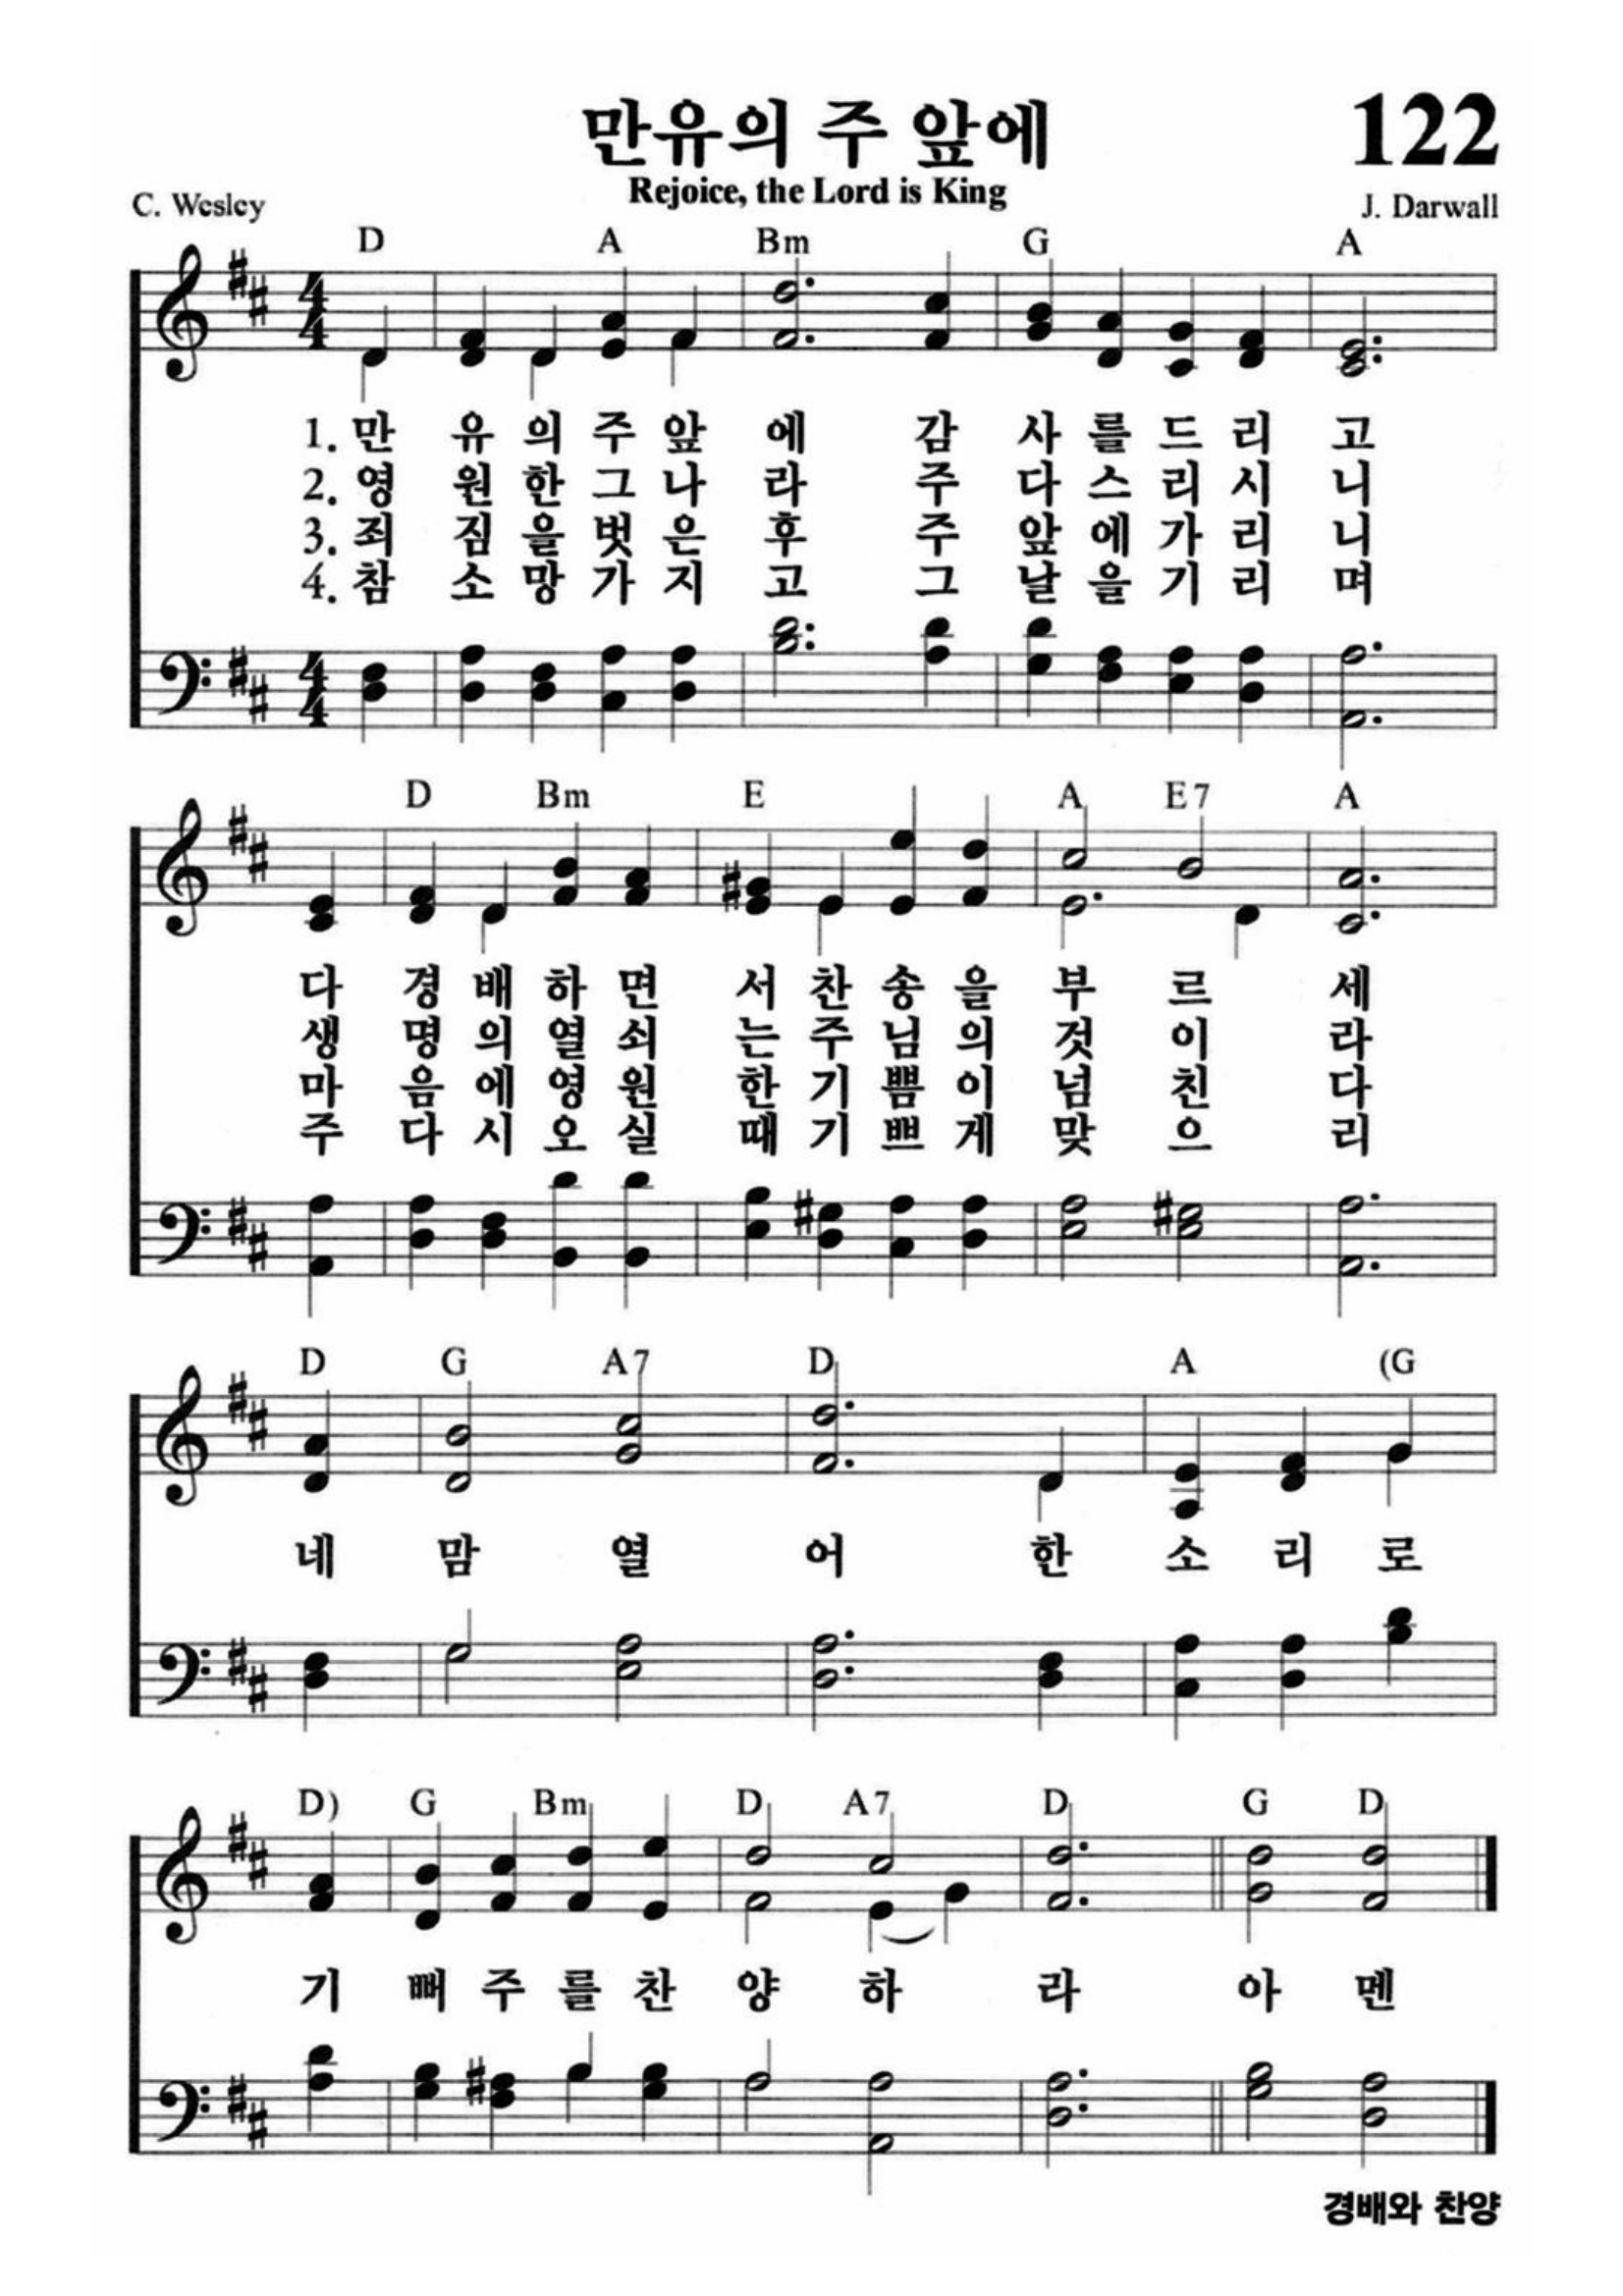 만유의 주 앞에
122
Rejoice, the Lord is King
C. Wesley
J. Darwall
D A Bm G A
4 4
1. 만 유 의 주 앞 에 감 사 를 드 리 고
2. 영 원 한 그 나 라 주 다 스 리 시 니
3. 죄 짐 을 벗 은 후 주 앞 에 가 리 니
4. 참 소 망 가 지 고 그 날 을 기 리 며
4 4
D Bm E A E7 A
다 경 배 하 면 서 찬 송 을 부 르 세
생 명 의 열 쇠 는 주 님 의 것 이 라
마 음 에 영 원 한 기 쁨 이 넘 친 다
주 다 시 오 실 때 기 쁘 게 맞 으 리
D G A7 D A (G
네 맘 열 어 한 소 리 로
D) G Bm D A7 D G D
기 뻐 주 를 찬 양 하 라 아 멘
경배와 찬양